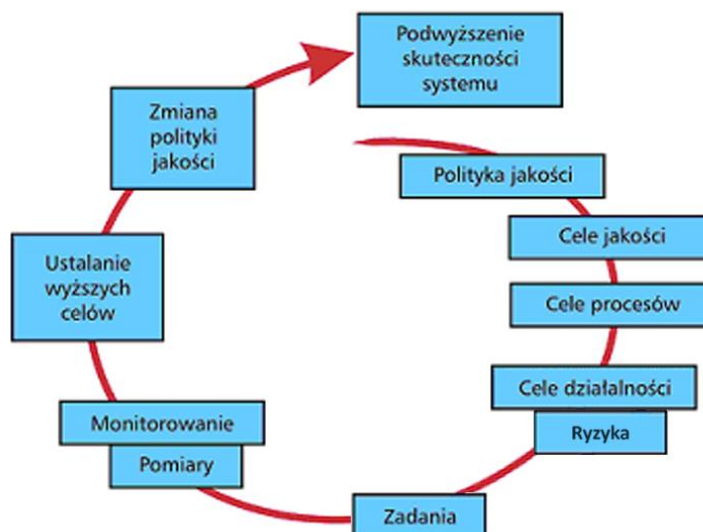 Podwyższenie
skuteczności
systemu
Zmiana
polityki
jakości
Polityka jakości
Cele jakości
Ustalanie
wyższych
celów
Cele procesów
Cele działalności
Ryzyka
Monitorowanie
Pomiary
Zadania